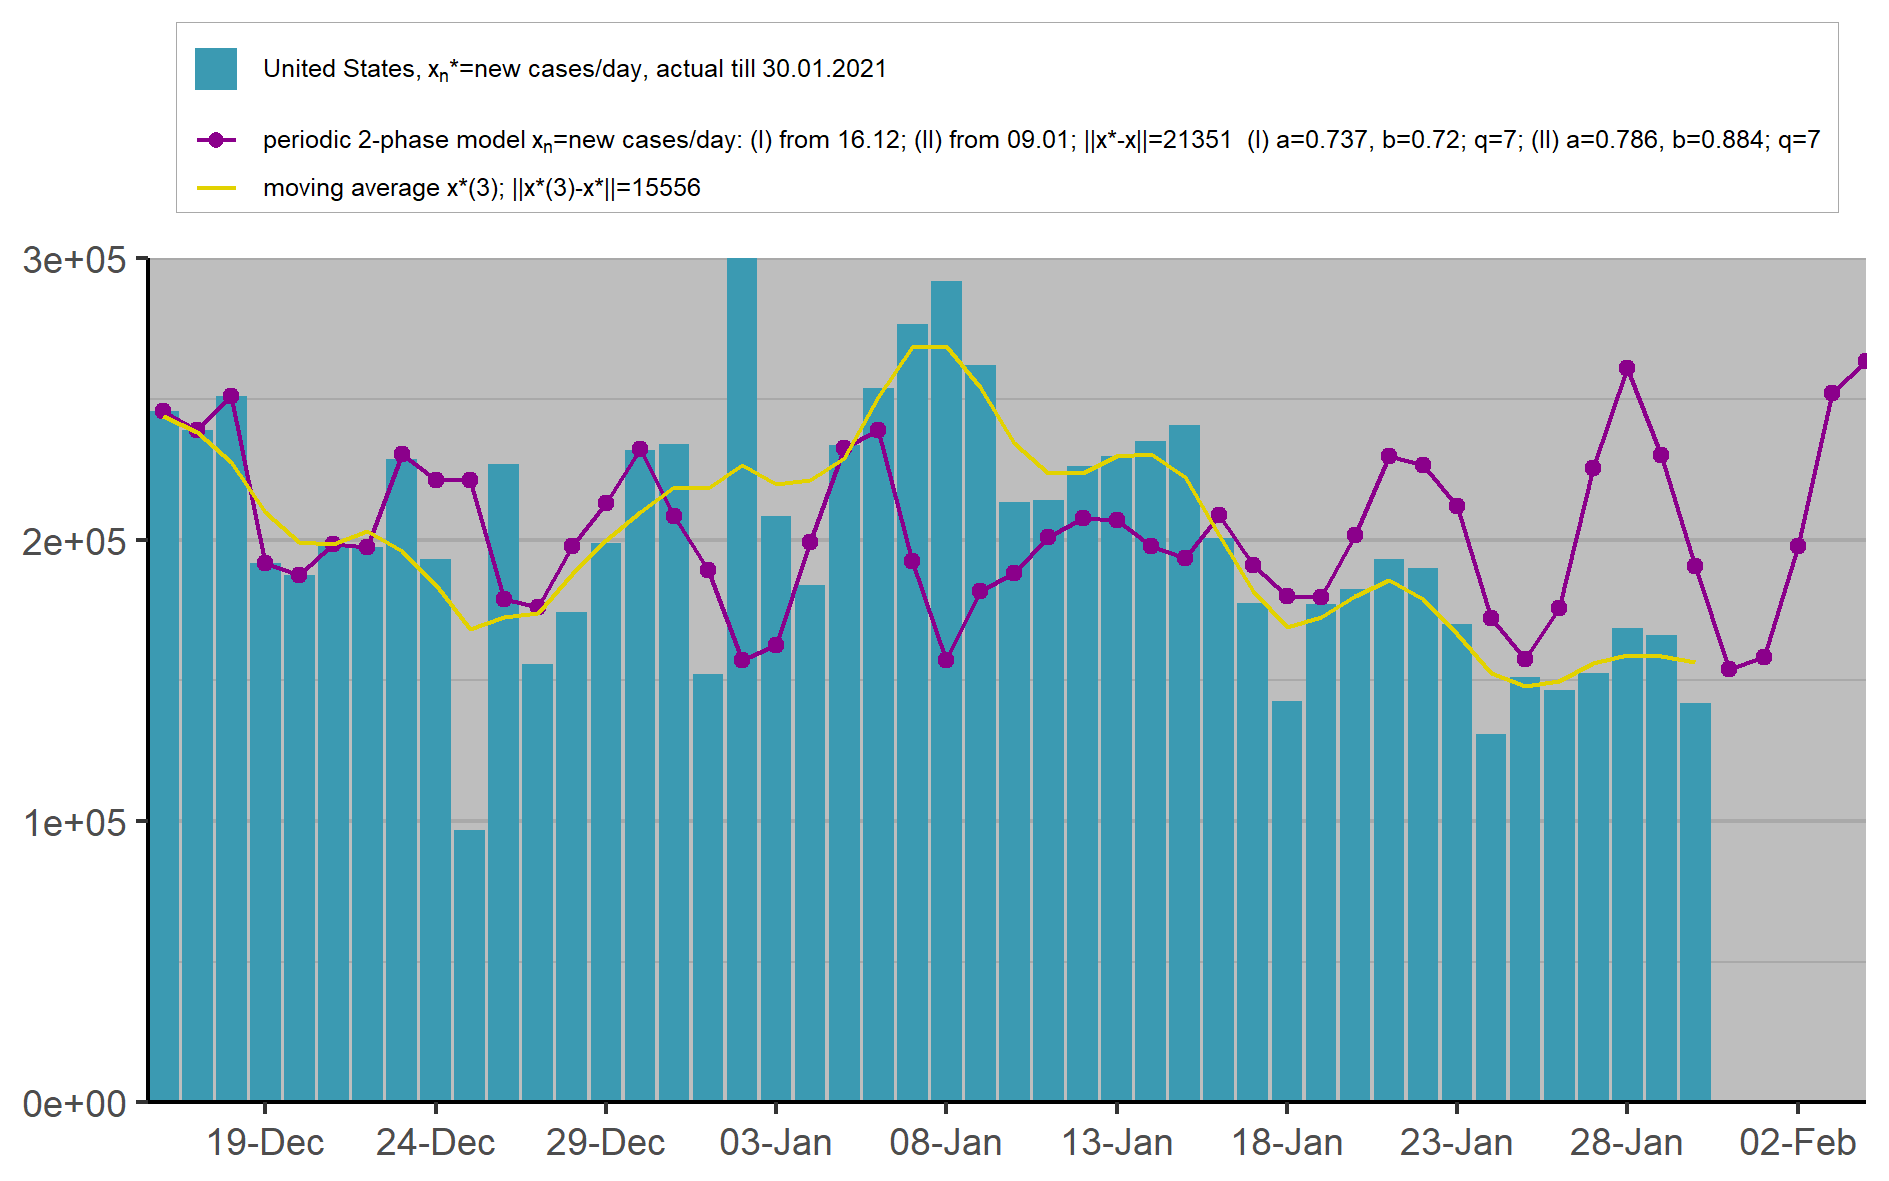 United States, xn*=new cases/day, actual till 30.01.2021
periodic 2-phase model xn=new cases/day: (I) from 16.12; (II) from 09.01; ||x*-x||=21351  (I) a=0.737, b=0.72; q=7; (II) a=0.786, b=0.884; q=7
moving average x*(3); ||x*(3)-x*||=15556
3e+05
2e+05
1e+05
0e+00
19-Dec 24-Dec 29-Dec 03-Jan 08-Jan 13-Jan 18-Jan 23-Jan 28-Jan 02-Feb